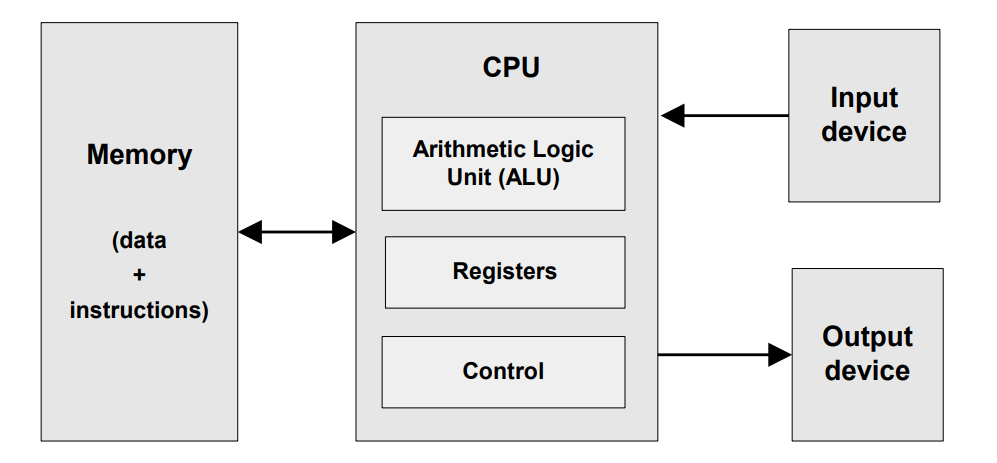 Memory
(data
+
instructions)
CPU
Arithmetic Logic
Unit (ALU)
Registers
Control
Input
device
Output
device